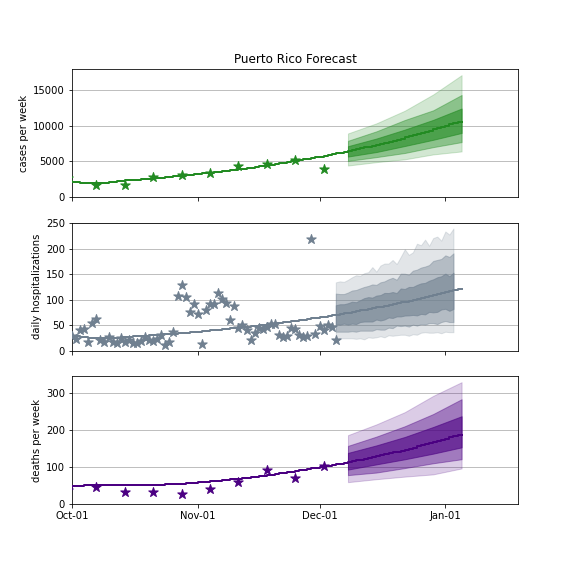 Puerto Rico Forecast
cases per week
15000
10000
5000
0
daily hospitalizations
250
200
150
100
50
0
deaths per week
300
200
100
0
Oct-01 Nov-01 Dec-01 Jan-01